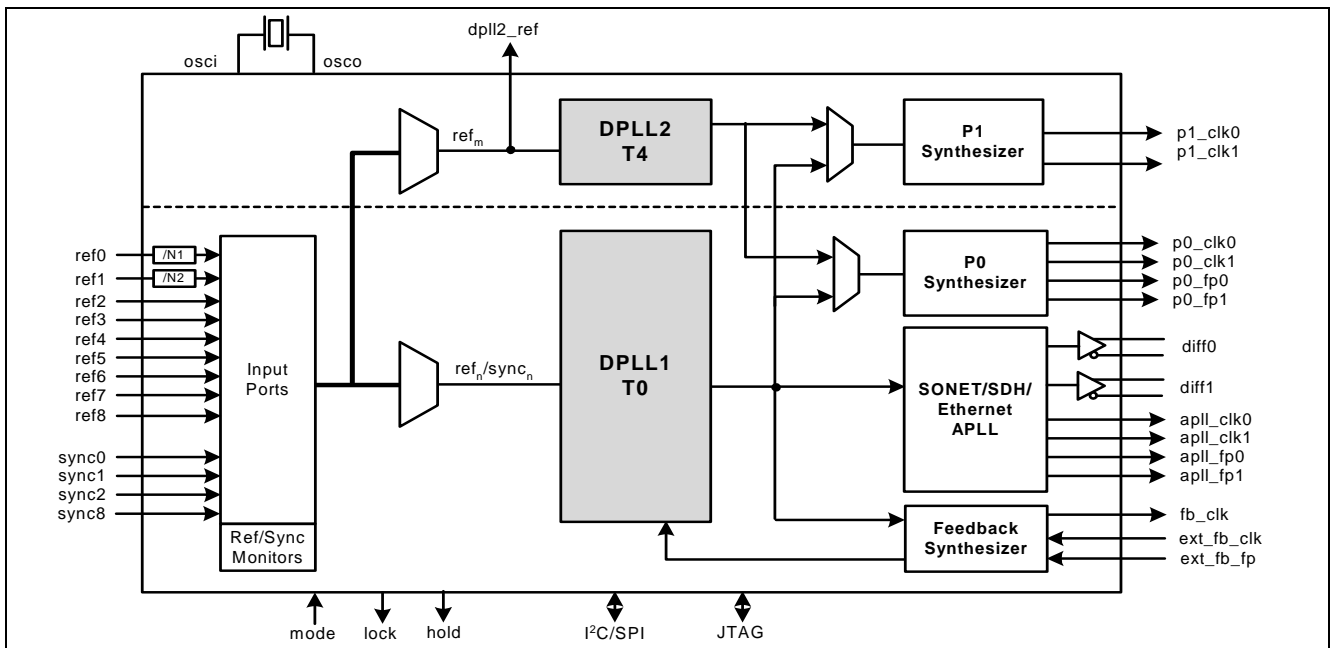 dpll2_ref
osci
osco
ref_m
DPLL2
T4
P1
Synthesizer
p1_clk0
p1_clk1
ref0
/N1
ref1
/N2
ref2
ref3
ref4
ref5
ref6
ref7
ref8
sync0
sync1
sync2
sync8
Input
Ports
Ref/Sync
Monitors
ref_n/sync_n
DPLL1
T0
P0
Synthesizer
p0_clk0
p0_clk1
p0_fp0
p0_fp1
SONET/SDH/
Ethernet
APLL
diff0
diff1
apll_clk0
apll_clk1
apll_fp0
apll_fp1
Feedback
Synthesizer
fb_clk
ext_fb_clk
ext_fb_fp
mode
lock
hold
I²C/SPI
JTAG